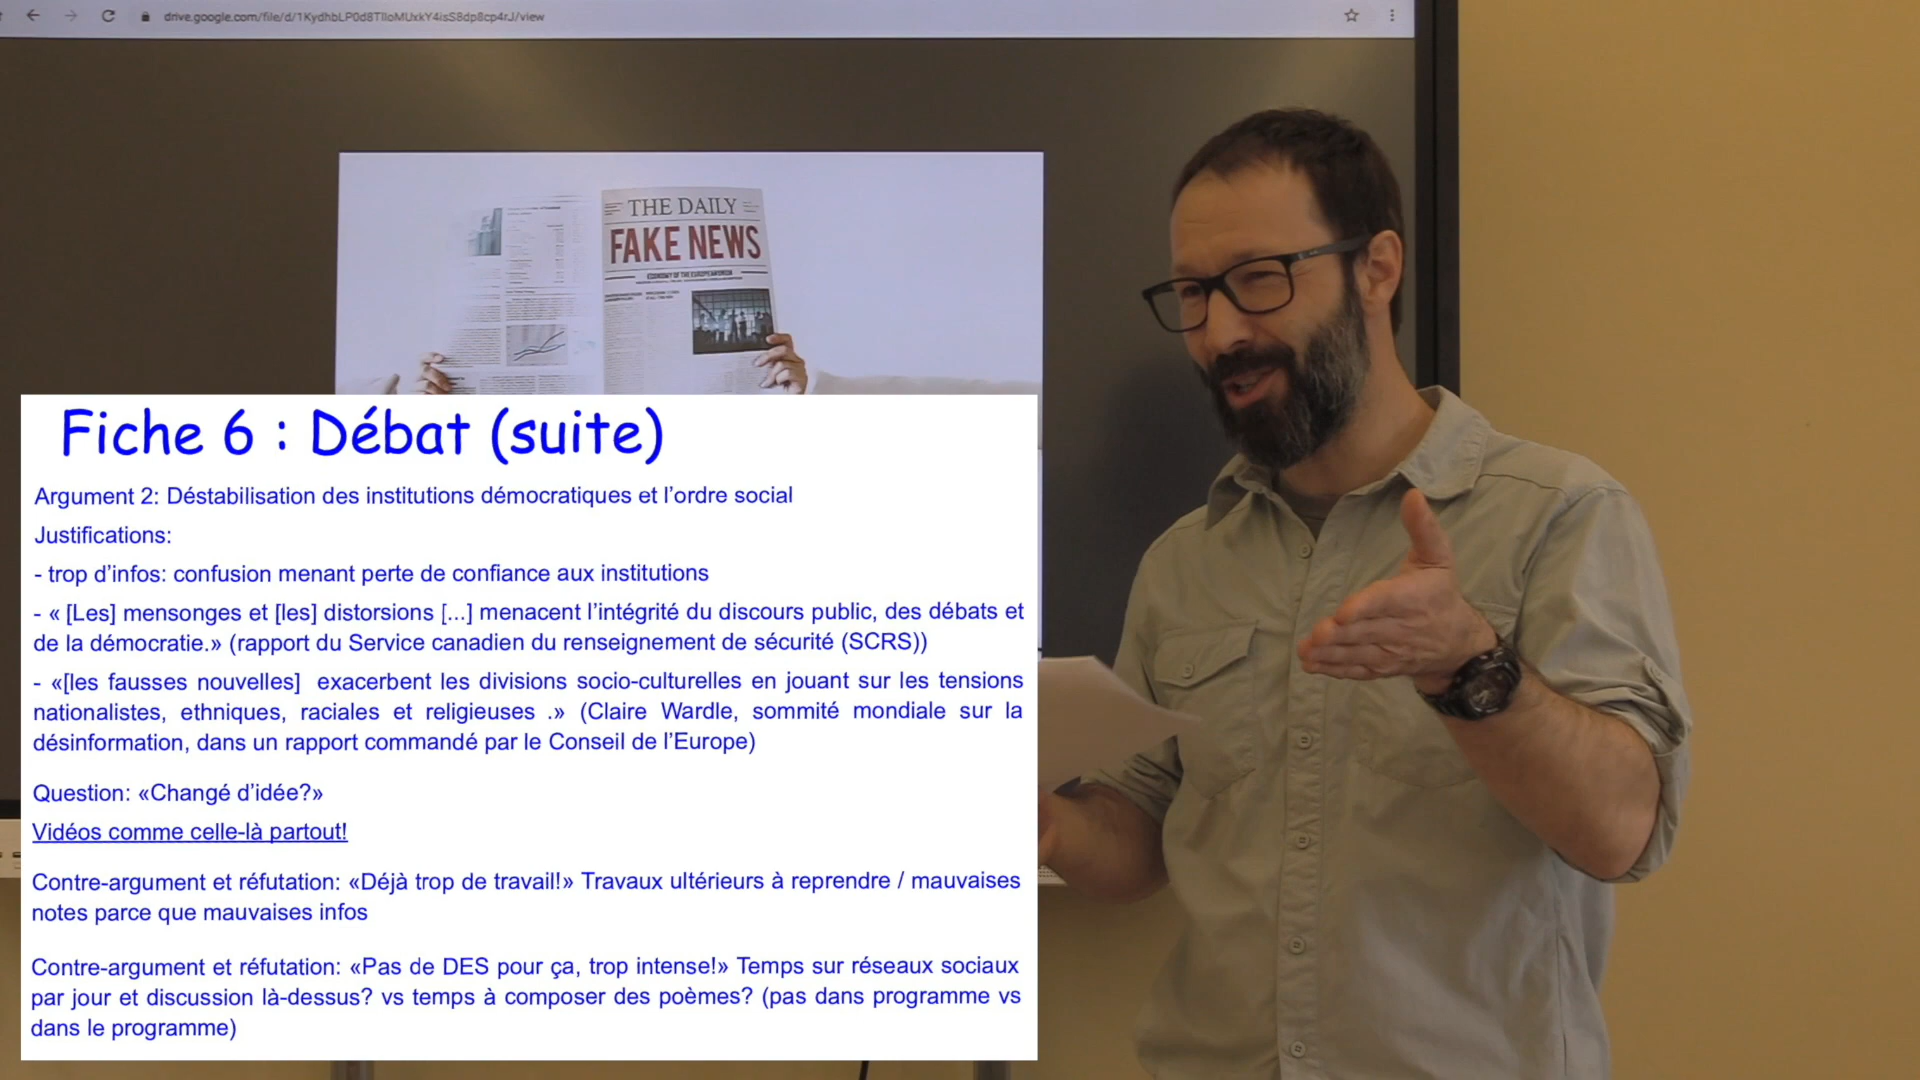 drive.google.com/file/d/1KydhbLP0d8TIloMUxkY4isS8dp8cp4rJ/view
THE DAILY
FAKE NEWS
ECONOMY OF THE EUROPEAN UNION
Fiche 6 : Débat (suite)
Argument 2: Déstabilisation des institutions démocratiques et l’ordre social
Justifications:
- trop d’infos: confusion menant perte de confiance aux institutions
- « [Les] mensonges et [les] distorsions [...] menacent l’intégrité du discours public, des débats et
de la démocratie.» (rapport du Service canadien du renseignement de sécurité (SCRS))
- «[les fausses nouvelles]  exacerbent les divisions socio-culturelles en jouant sur les tensions
nationalistes, ethniques, raciales et religieuses .» (Claire Wardle, sommité mondiale sur la
désinformation, dans un rapport commandé par le Conseil de l’Europe)
Question: «Changé d’idée?»
Vidéos comme celle-là partout!
Contre-argument et réfutation: «Déjà trop de travail!» Travaux ultérieurs à reprendre / mauvaises
notes parce que mauvaises infos
Contre-argument et réfutation: «Pas de DES pour ça, trop intense!» Temps sur réseaux sociaux
par jour et discussion là-dessus? vs temps à composer des poèmes? (pas dans programme vs
dans le programme)